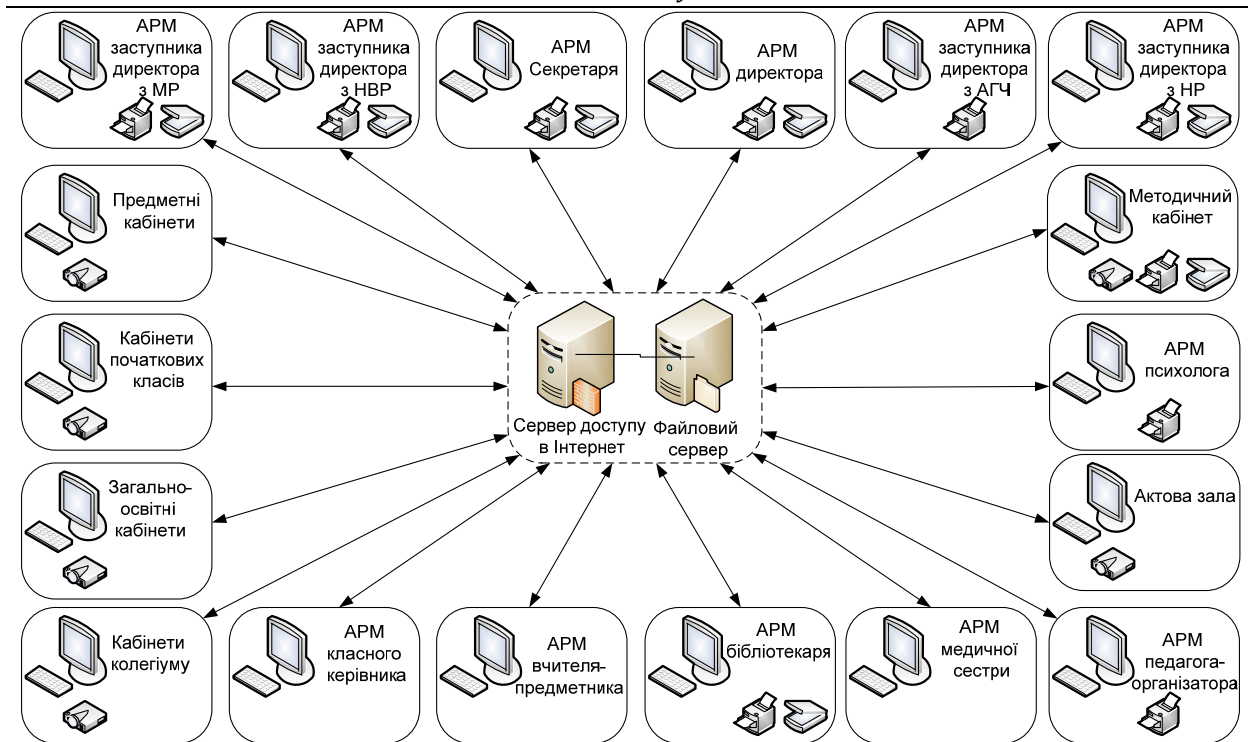 АРМ
заступника
директора
з МР
АРМ
заступника
директора
з НВР
АРМ
Секретаря
АРМ
директора
АРМ
заступника
директора
з АГЧ
АРМ
заступника
директора
з НР
Предметні
кабінети
Методичний
кабінет
Кабінети
початкових
класів
Сервер доступу
в Інтернет
Файловий
сервер
АРМ
психолога
Загально-
освітні
кабінети
Актова зала
Кабінети
колегіуму
АРМ
класного
керівника
АРМ
вчителя-
предметника
АРМ
бібліотекаря
АРМ
медичної
сестри
АРМ
педагога-
організатора